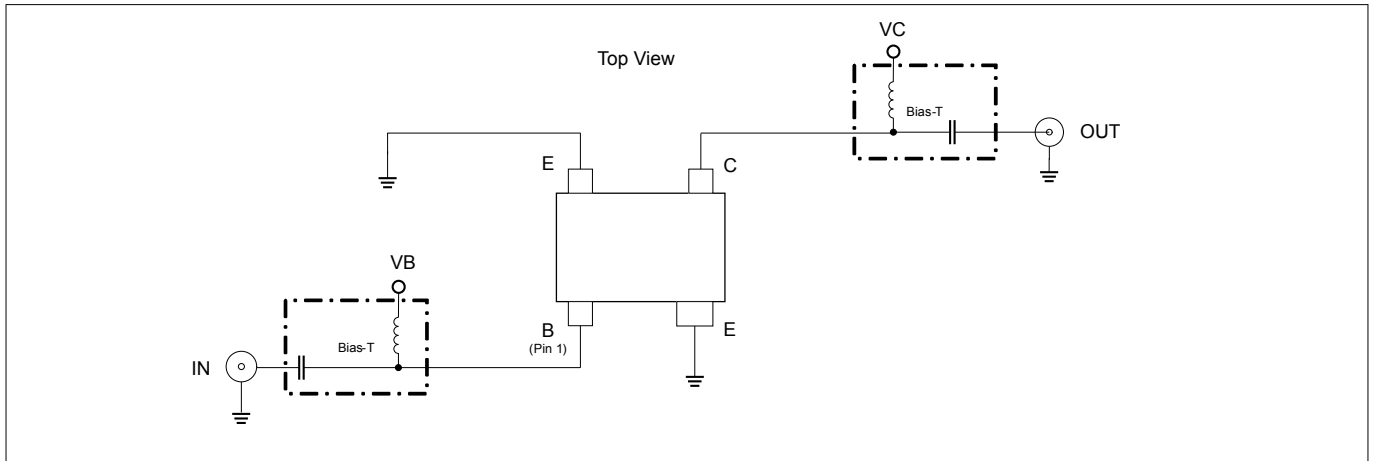 VC
Top View
Bias-T
OUT
E
C
VB
B
(Pin 1)
E
Bias-T
IN